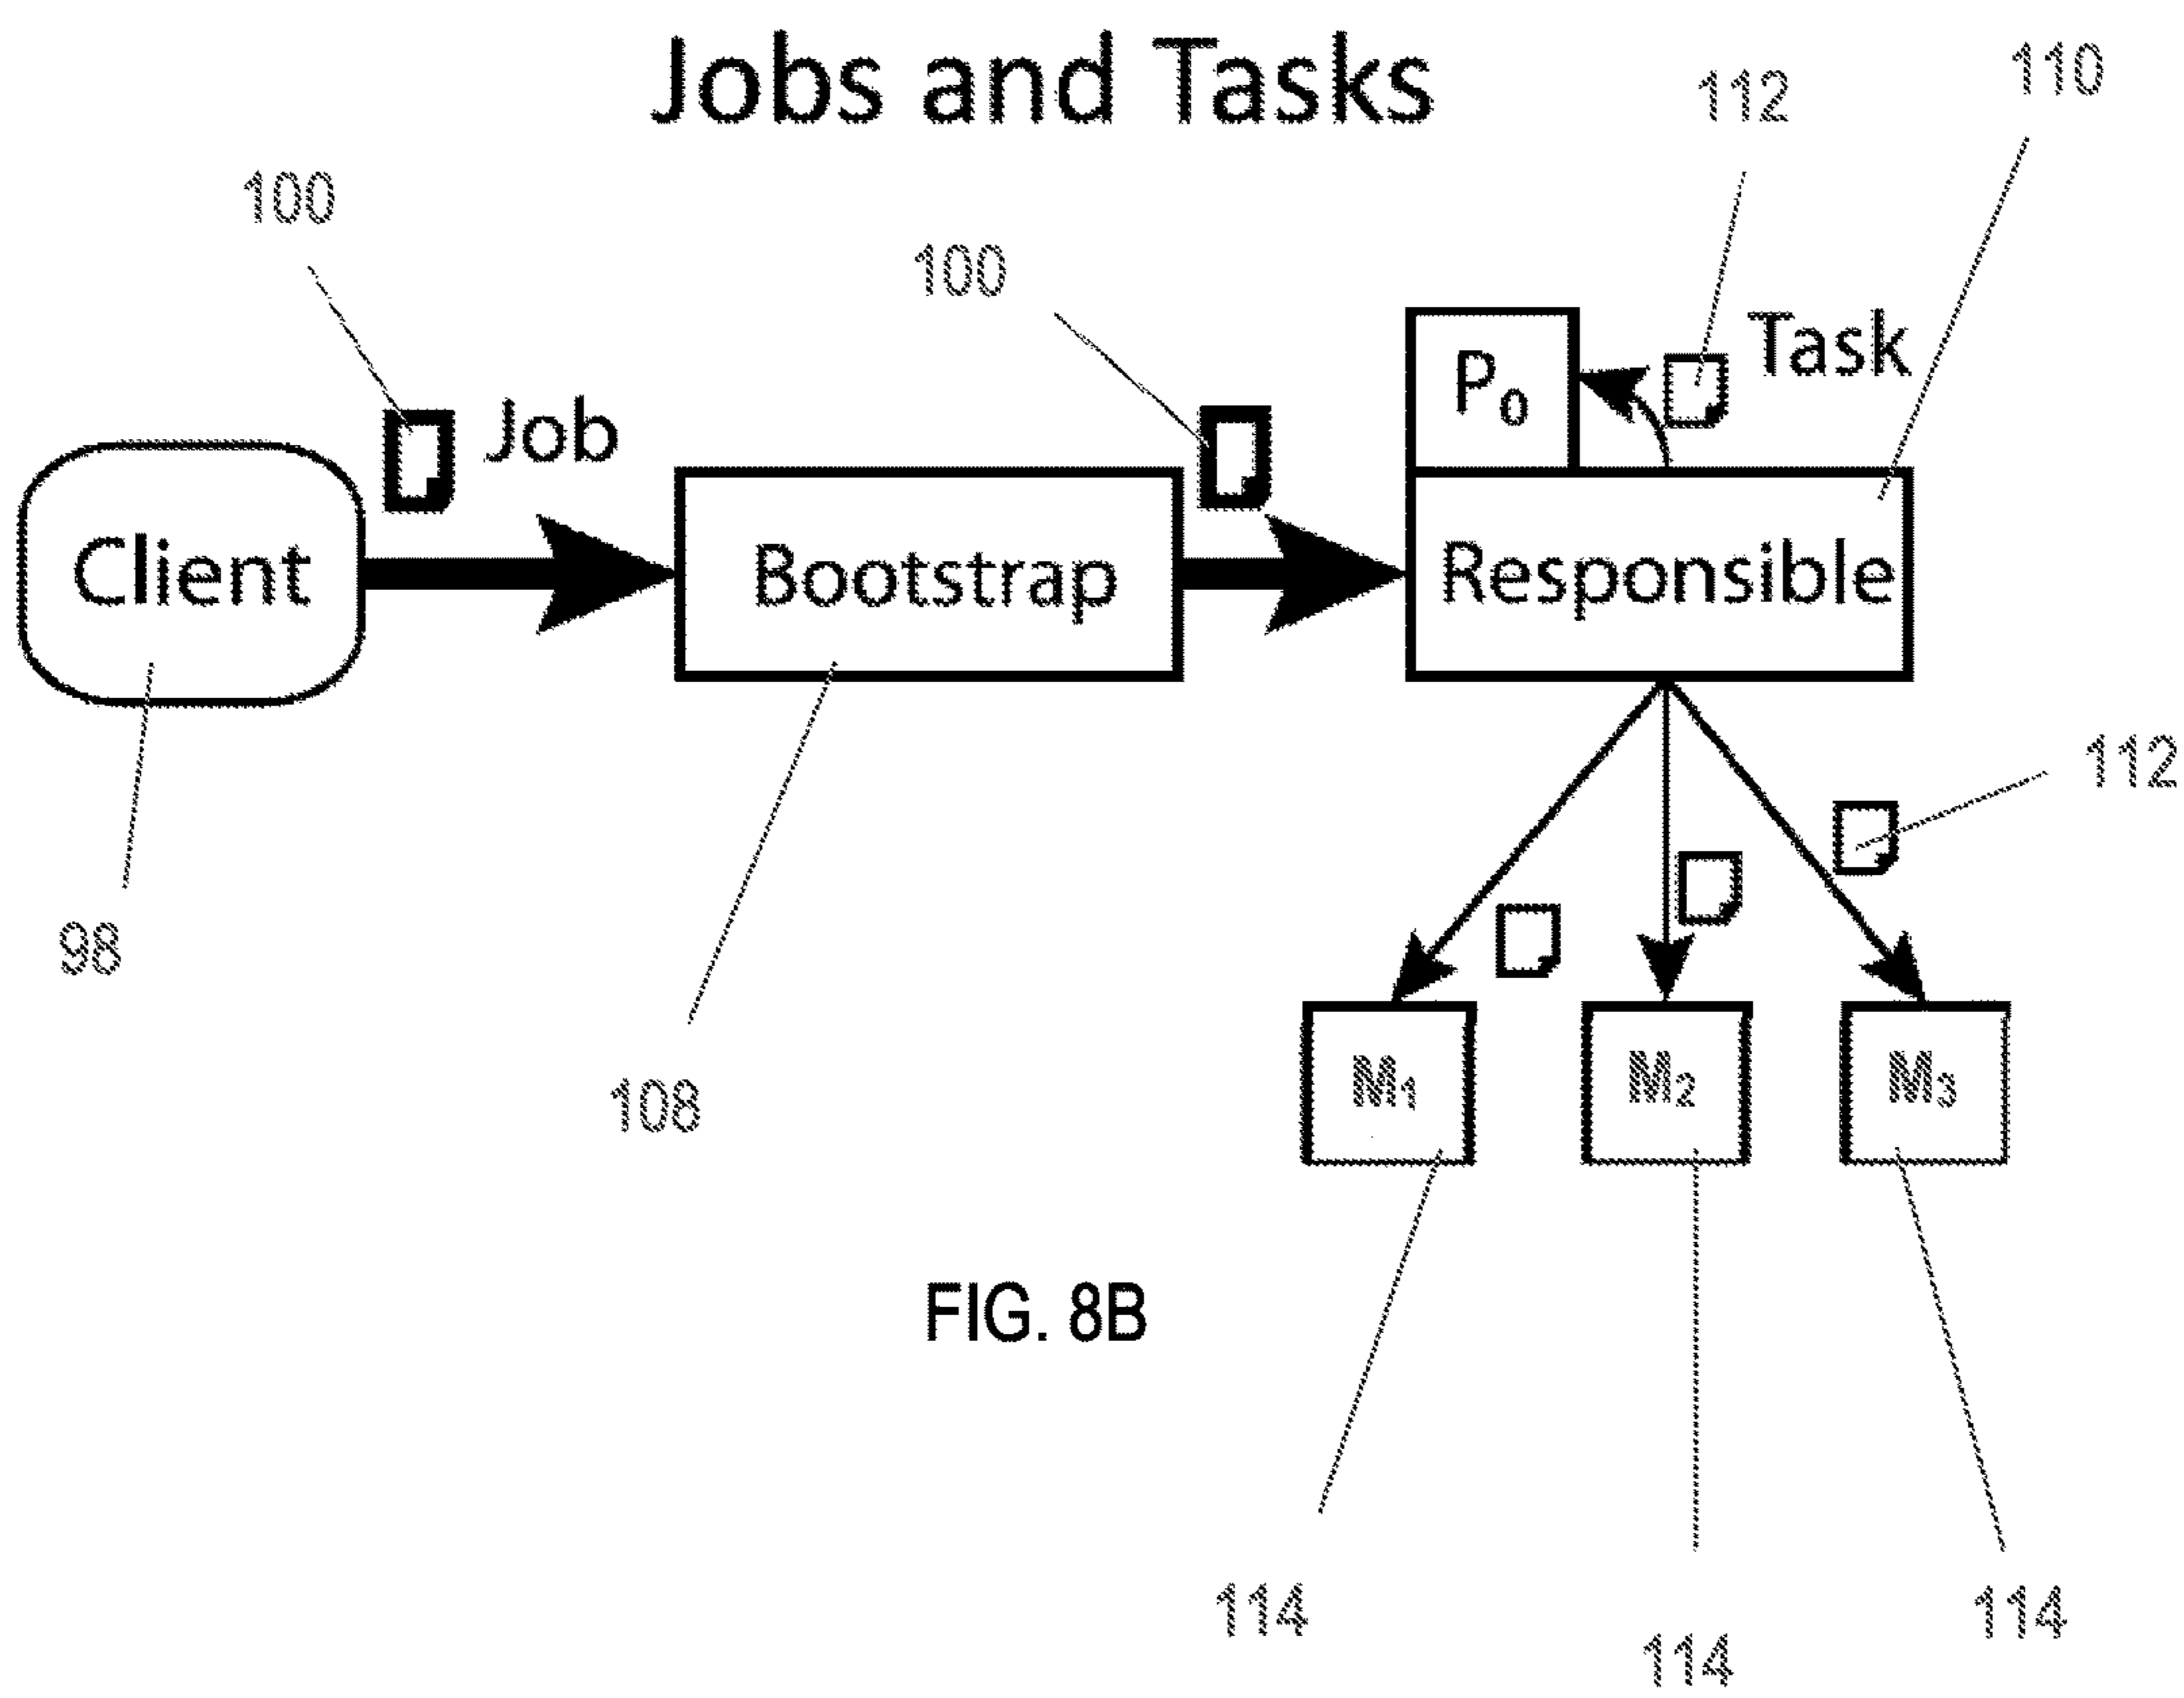 Jobs and Tasks
110
112
100
100
Task
P0
Job
Client
Bootstrap
Responsible
112
98
108
M1
M2
M3
FIG. 8B
114
114
114